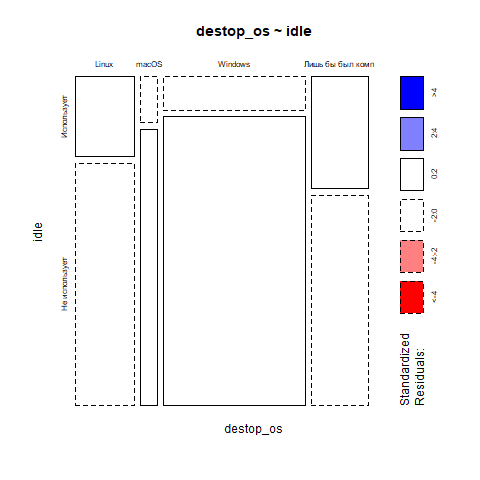 destop_os ~ idle
Linux macOS Windows Лишь бы был комп
Использует
Не использует
idle
destop_os
>4
2:4
0:2
-2:0
-4:-2
<-4
Standardized
Residuals: